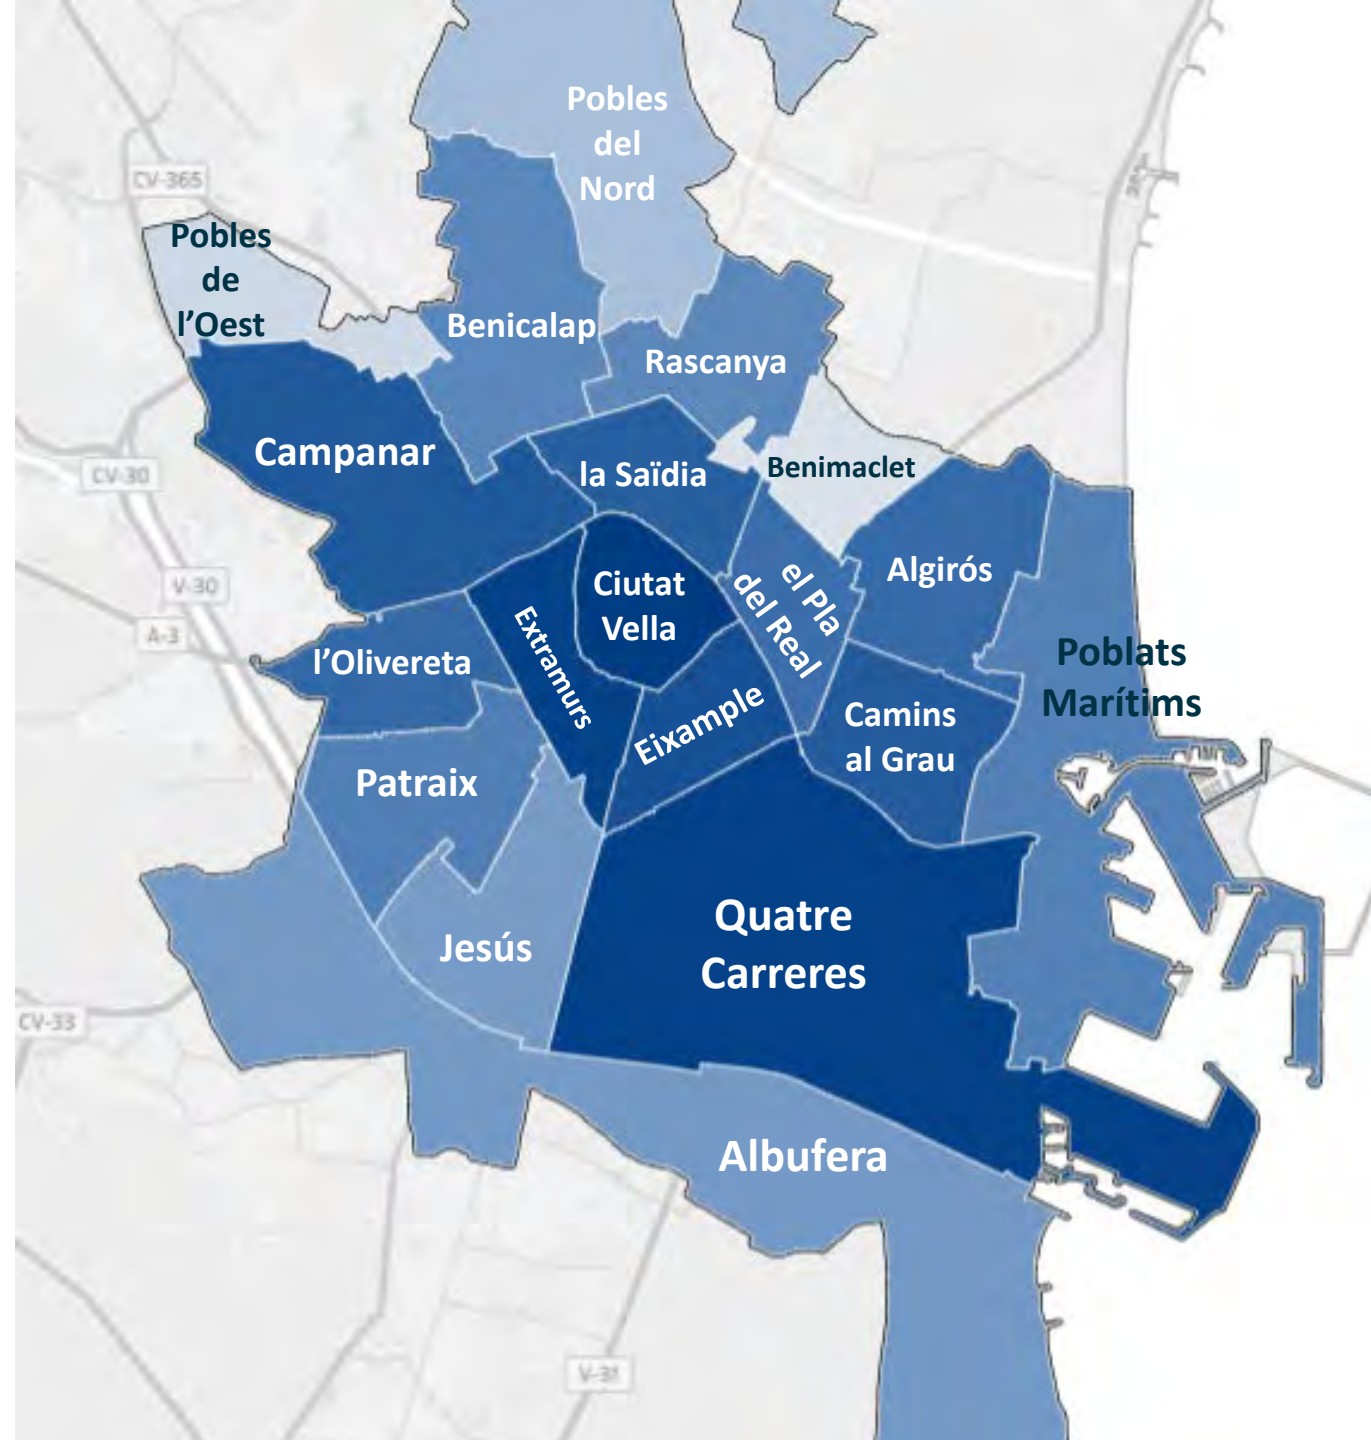 Pobles
del
Nord
CV-365
Pobles
de
l'Oest
Benicalap
Rascanya
Campanar
la Saïdia
Benimaclet
CV-30
Algirós
el Pla
del Real
Ciutat
Vella
V-30
A-3
Extramurs
l'Olivereta
Poblats
Marítims
Eixample
Camins
al Grau
Patraix
Quatre
Carreres
Jesús
CV-33
Albufera
V-31